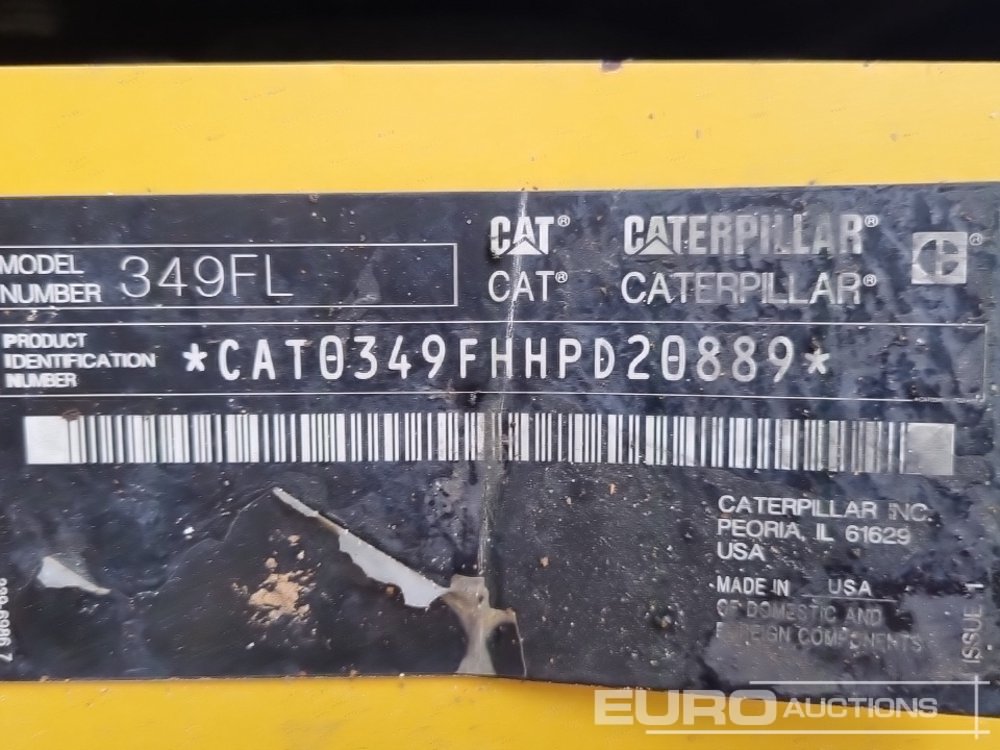 MODEL
NUMBER 349FL
CAT® CATERPILLAR®
CAT® CATERPILLAR®
PRODUCT
IDENTIFICATION
NUMBER
*CAT0349FHHPD20889*
CATERPILLAR INC.
PEORIA, IL 61629
USA
MADE IN USA
OF DOMESTIC AND
FOREIGN COMPONENTS
ISSUE 1
EURO AUCTIONS